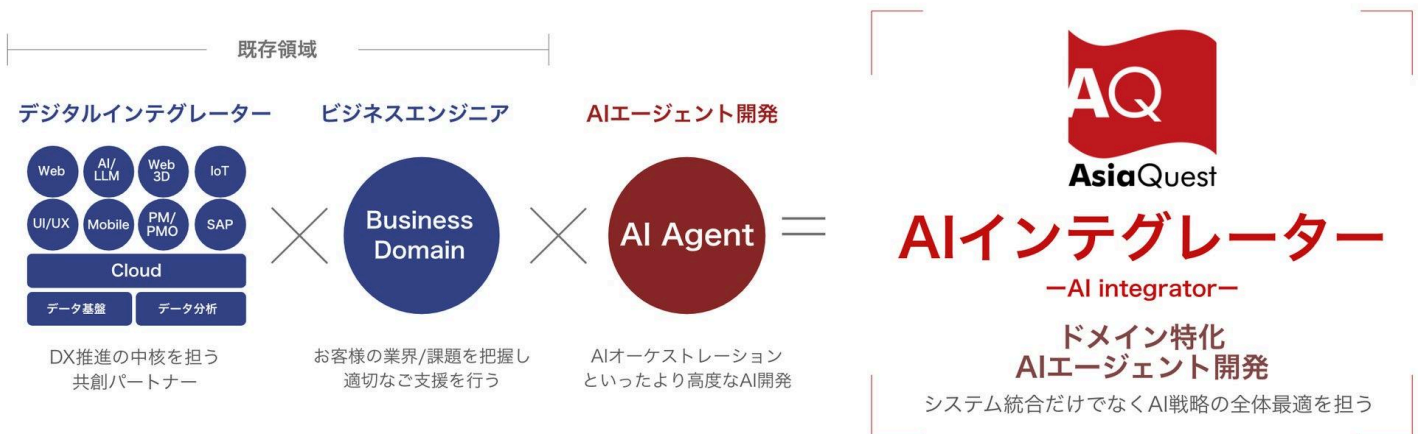 既存領域
デジタルインテグレーター
Web
AI/
LLM
Web
3D
IoT
UI/UX
Mobile
PM/
PMO
SAP
Cloud
データ基盤
データ分析
DX推進の中核を担う
共創パートナー
×
ビジネスエンジニア
Business
Domain
お客様の業界/課題を把握し
適切なご支援を行う
×
AIエージェント開発
AI Agent
AIオーケストレーション
といったより高度なAI開発
=
AQ
AsiaQuest
AIインテグレーター
ーAI integratorー
ドメイン特化
AIエージェント開発
システム統合だけでなくAI戦略の全体最適を担う